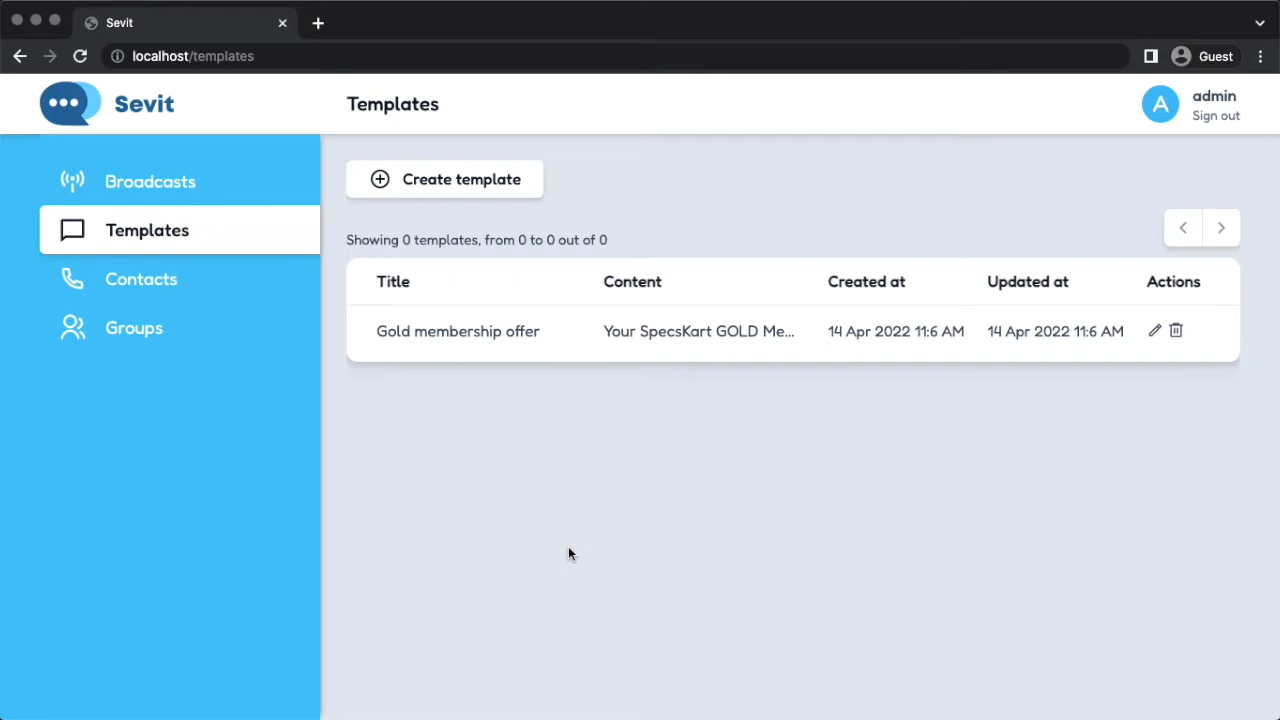 Sevit
localhost/templates
Guest
Sevit
Templates
A
admin
Sign out
Broadcasts
Templates
Contacts
Groups
Create template
Showing 0 templates, from 0 to 0 out of 0
Title Content Created at Updated at Actions
Gold membership offer Your SpecsKart GOLD Me... 14 Apr 2022 11:6 AM 14 Apr 2022 11:6 AM